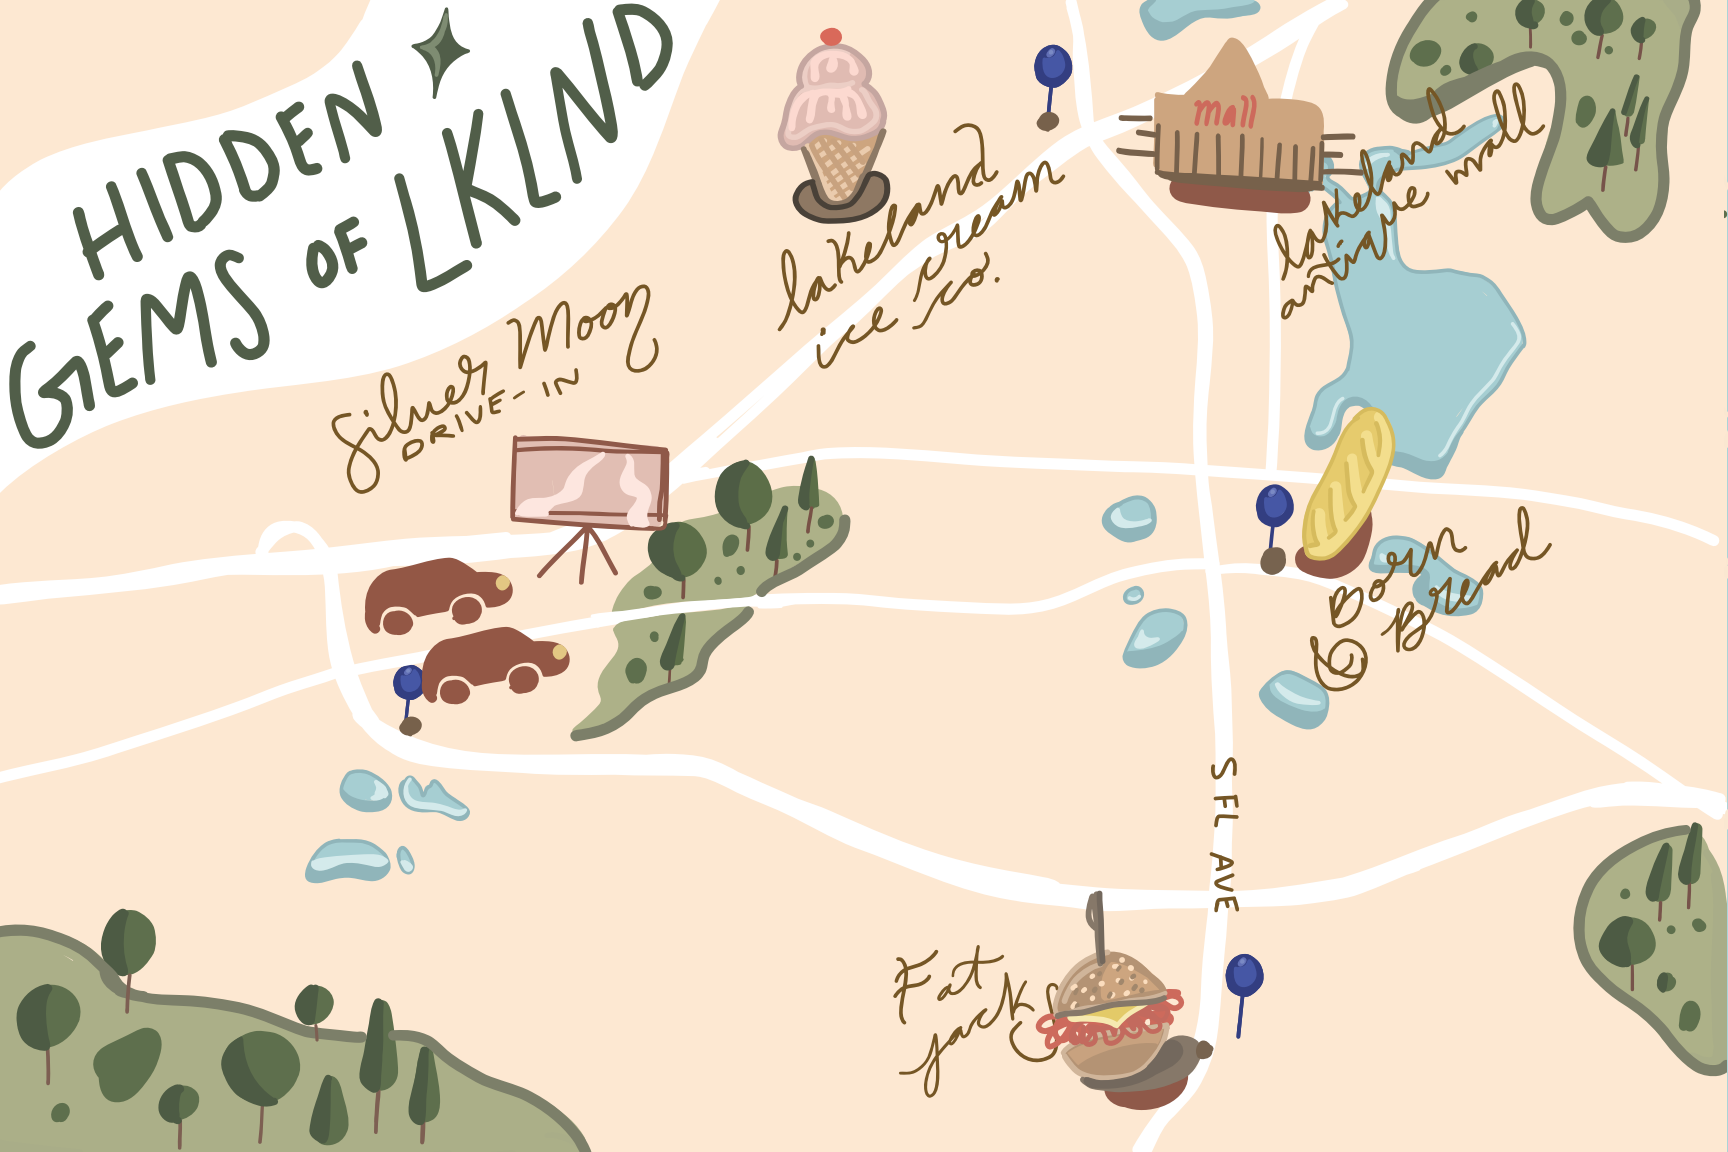 HIDDEN
GEMS OF LKLND
Silver Moon
DRIVE-IN
lakeland
ice cream
co.
mall
lakeland
antique mall
Born
& Bread
S FL AVE
Fat
Jack's